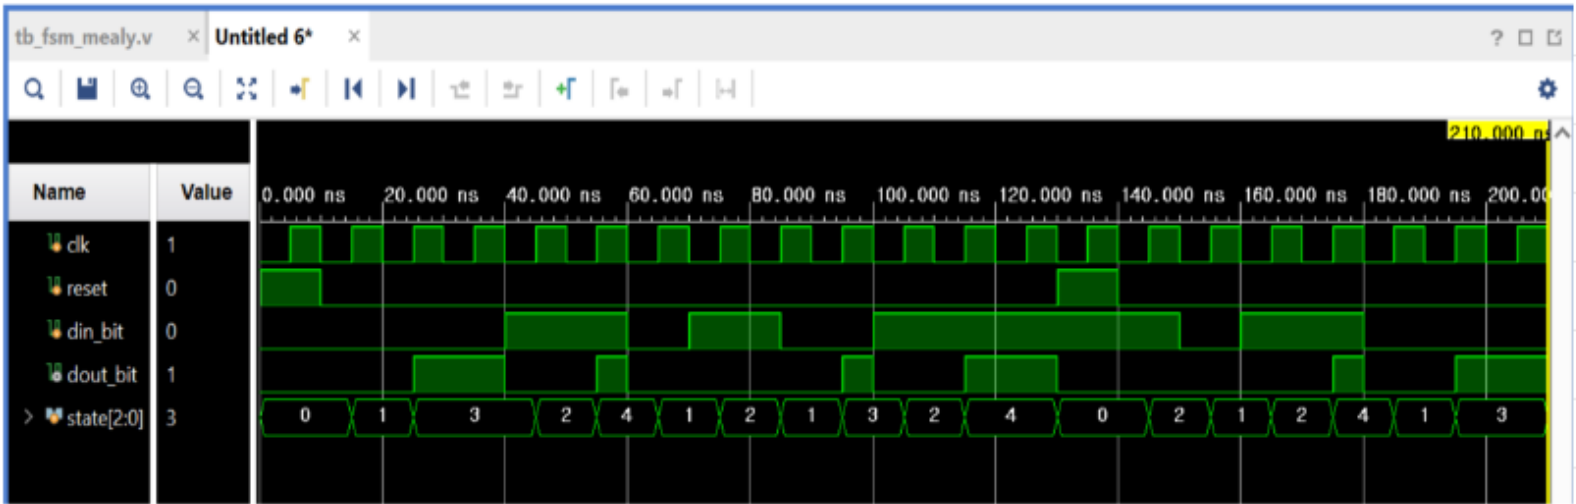 tb_fsm_mealy.v × Untitled 6* × ?
210.000 ns
Name Value 0.000 ns 20.000 ns 40.000 ns 60.000 ns 80.000 ns 100.000 ns 120.000 ns 140.000 ns 160.000 ns 180.000 ns 200.00
clk 1
reset 0
din_bit 0
dout_bit 1
> state[2:0] 3 0 1 3 2 4 1 2 1 3 2 4 0 2 1 2 4 1 3